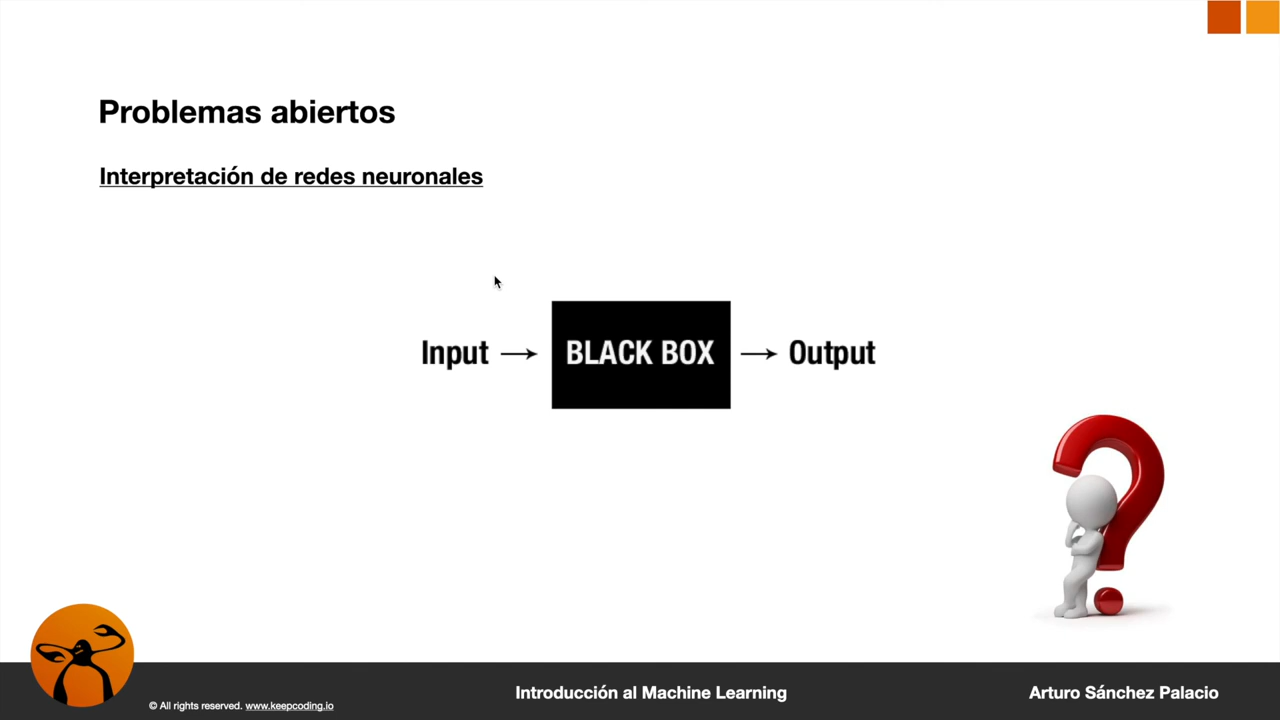 Problemas abiertos
Interpretación de redes neuronales
Input → BLACK BOX → Output
© All rights reserved. www.keepcoding.io
Introducción al Machine Learning
Arturo Sánchez Palacio